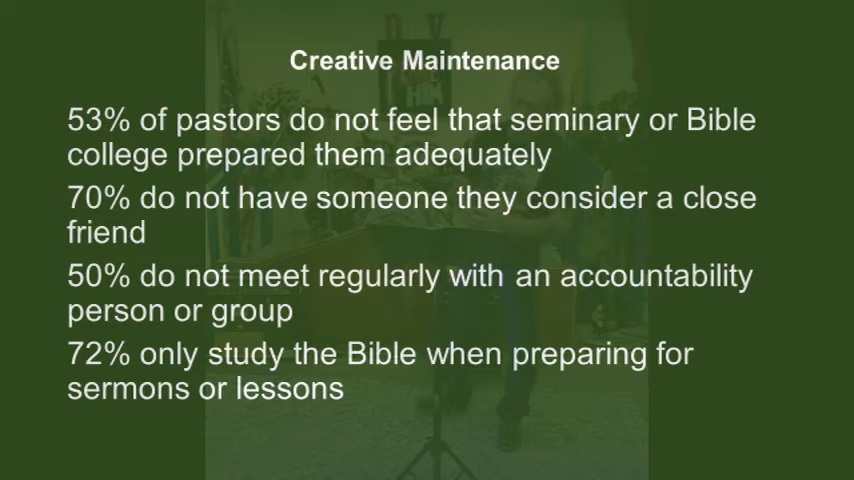 Creative Maintenance
53% of pastors do not feel that seminary or Bible
college prepared them adequately
70% do not have someone they consider a close
friend
50% do not meet regularly with an accountability
person or group
72% only study the Bible when preparing for
sermons or lessons